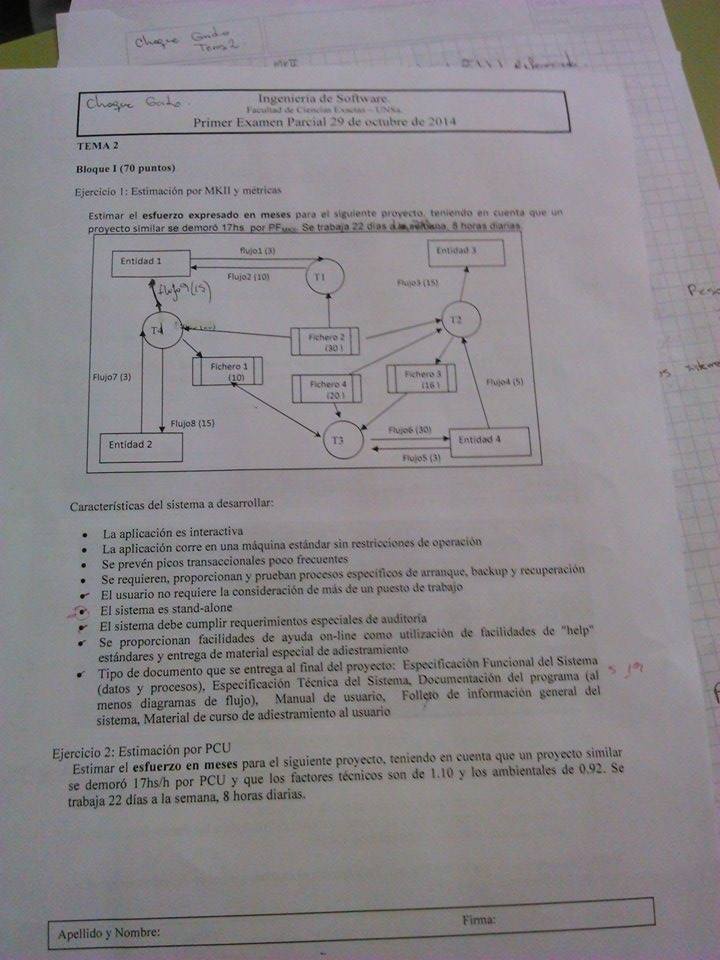 Choque Guido
Tema 2
MKII
Choque Guido.
Ingeniería de Software
Facultad de Ciencias Exactas – UNSa.
Primer Examen Parcial 29 de octubre de 2014
TEMA 2
Bloque I (70 puntos)
Ejercicio 1: Estimación por MKII y métricas
Estimar el esfuerzo expresado en meses para el siguiente proyecto, teniendo en cuenta que un
proyecto similar se demoró 17hs por PF Se trabaja 22 días 8 horas diarias
Entidad 1
flujo1 (3)
Flujo2 (10)
T1
Entidad 3
Flujo3 (15)
flujo9(15)
T4
T2
Fichero 2
(30 )
Fichero 1
(10)
Fichero 4
(20 )
Fichero 3
(16 )
Flujo7 (3)
Flujo8 (15)
Flujo4 (5)
Entidad 2
T3
Flujo6 (30)
Flujo5 (3)
Entidad 4
Características del sistema a desarrollar:
La aplicación es interactiva
La aplicación corre en una máquina estándar sin restricciones de operación
Se prevén picos transaccionales poco frecuentes
Se requieren, proporcionan y prueban procesos específicos de arranque, backup y recuperación
El usuario no requiere la consideración de más de un puesto de trabajo
El sistema es stand-alone
El sistema debe cumplir requerimientos especiales de auditoría
Se proporcionan facilidades de ayuda on-line como utilización de facilidades de "help"
estándares y entrega de material especial de adiestramiento
Tipo de documento que se entrega al final del proyecto: Especificación Funcional del Sistema
(datos y procesos), Especificación Técnica del Sistema, Documentación del programa (al
menos diagramas de flujo), Manual de usuario, Folleto de información general del
sistema, Material de curso de adiestramiento al usuario
Ejercicio 2: Estimación por PCU
Estimar el esfuerzo en meses para el siguiente proyecto, teniendo en cuenta que un proyecto similar
se demoró 17hs/h por PCU y que los factores técnicos son de 1.10 y los ambientales de 0.92. Se
trabaja 22 días a la semana, 8 horas diarias.
Apellido y Nombre:
Firma: